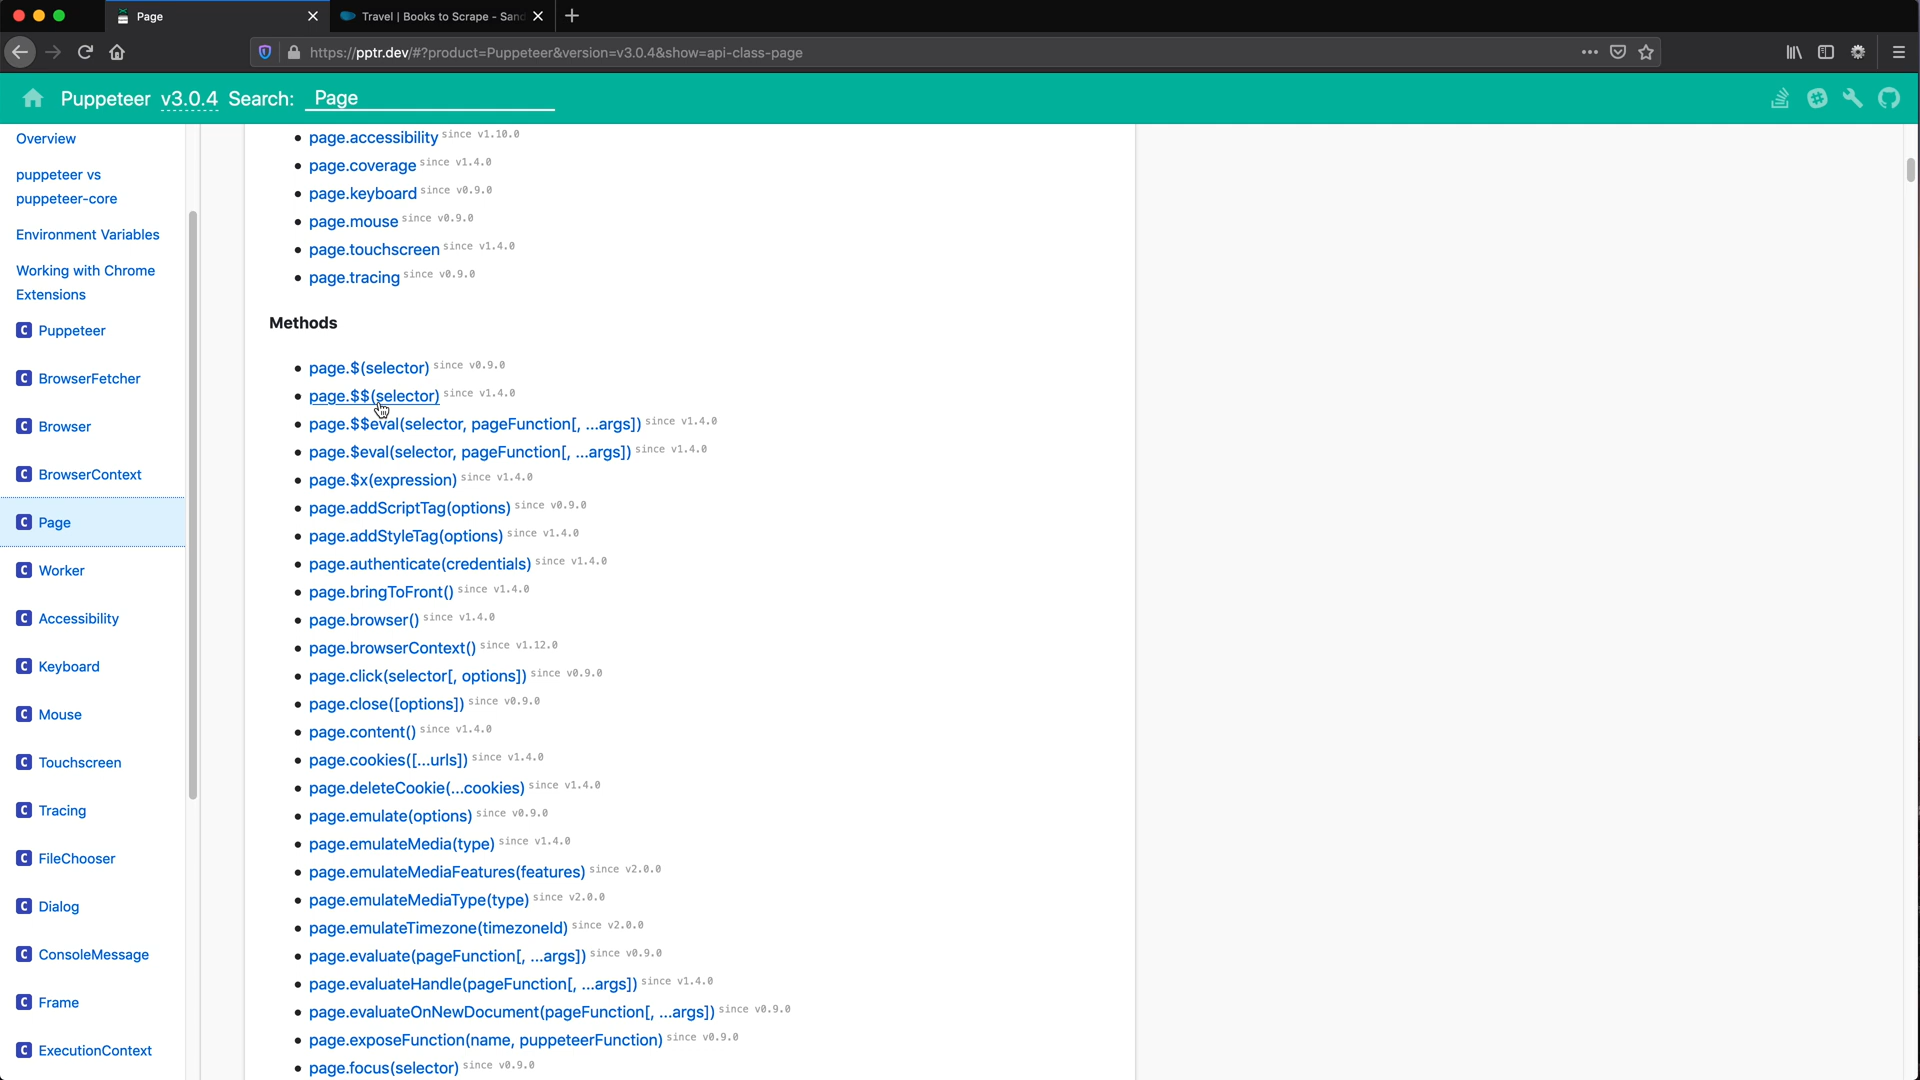 Page
Travel | Books to Scrape - San
https://pptr.dev/#?product=Puppeteer&version=v3.0.4&show=api-class-page
Puppeteer v3.0.4 Search: Page
Overview
puppeteer vs
puppeteer-core
Environment Variables
Working with Chrome
Extensions
C Puppeteer
C BrowserFetcher
C Browser
C BrowserContext
C Page
C Worker
C Accessibility
C Keyboard
C Mouse
C Touchscreen
C Tracing
C FileChooser
C Dialog
C ConsoleMessage
C Frame
C ExecutionContext
page.accessibility since v1.10.0
page.coverage since v1.4.0
page.keyboard since v0.9.0
page.mouse since v0.9.0
page.touchscreen since v1.4.0
page.tracing since v0.9.0
Methods
page.$(selector) since v0.9.0
page.$$(selector) since v1.4.0
page.$$eval(selector, pageFunction[, ...args]) since v1.4.0
page.$eval(selector, pageFunction[, ...args]) since v1.4.0
page.$x(expression) since v1.4.0
page.addScriptTag(options) since v0.9.0
page.addStyleTag(options) since v1.4.0
page.authenticate(credentials) since v1.4.0
page.bringToFront() since v1.4.0
page.browser() since v1.4.0
page.browserContext() since v1.12.0
page.click(selector[, options]) since v0.9.0
page.close([options]) since v0.9.0
page.content() since v1.4.0
page.cookies([...urls]) since v1.4.0
page.deleteCookie(...cookies) since v1.4.0
page.emulate(options) since v0.9.0
page.emulateMedia(type) since v1.4.0
page.emulateMediaFeatures(features) since v2.0.0
page.emulateMediaType(type) since v2.0.0
page.emulateTimezone(timezoneId) since v2.0.0
page.evaluate(pageFunction[, ...args]) since v0.9.0
page.evaluateHandle(pageFunction[, ...args]) since v1.4.0
page.evaluateOnNewDocument(pageFunction[, ...args]) since v0.9.0
page.exposeFunction(name, puppeteerFunction) since v0.9.0
page.focus(selector) since v0.9.0